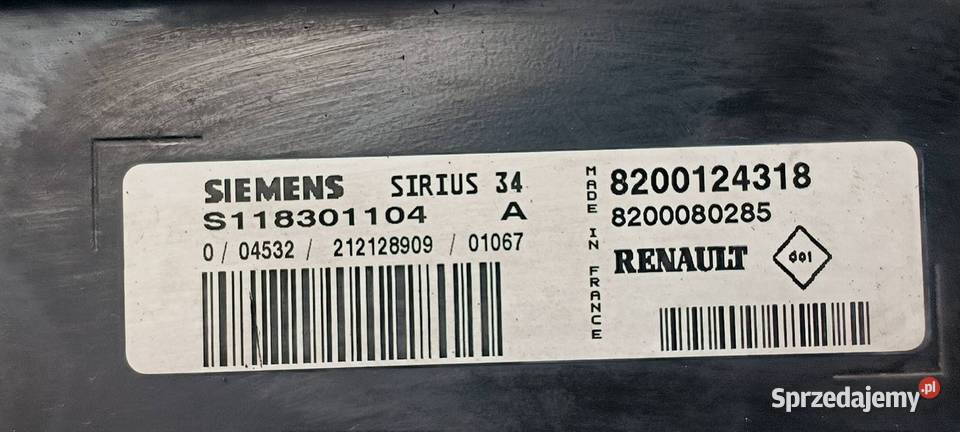 SIEMENS SIRIUS 34
S118301104 A
0 / 04532 / 212128909 / 01067
MADE IN FRANCE
8200124318
8200080285
RENAULT
Sprzedajemy.pl